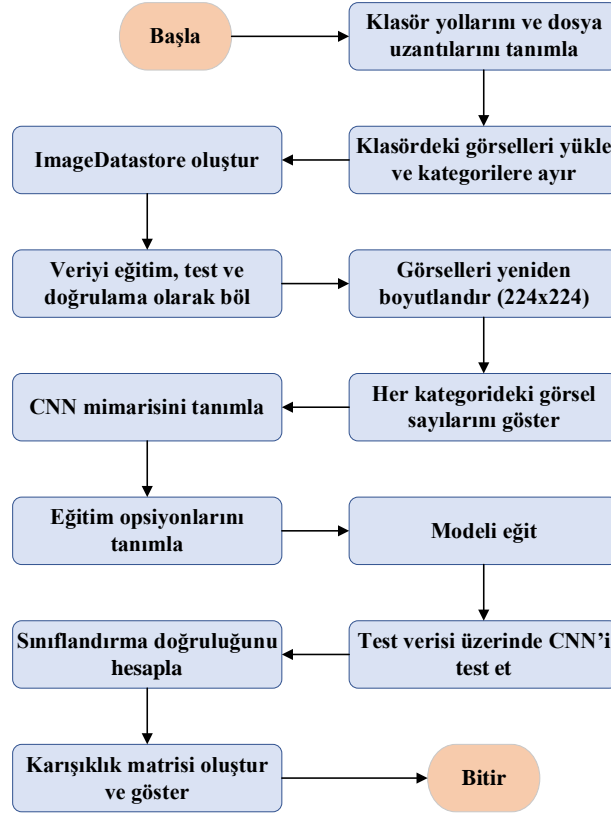 Başla
Klasör yollarını ve dosya
uzantılarını tanımla
Klasördeki görselleri yükle
ve kategorilere ayır
ImageDatastore oluştur
Veriyi eğitim, test ve
doğrulama olarak böl
Görselleri yeniden
boyutlandır (224x224)
Her kategorideki görsel
sayılarını göster
CNN mimarisini tanımla
Eğitim opsiyonlarını
tanımla
Modeli eğit
Test verisi üzerinde CNN’i
test et
Sınıflandırma doğruluğunu
hesapla
Karışıklık matrisi oluştur
ve göster
Bitir